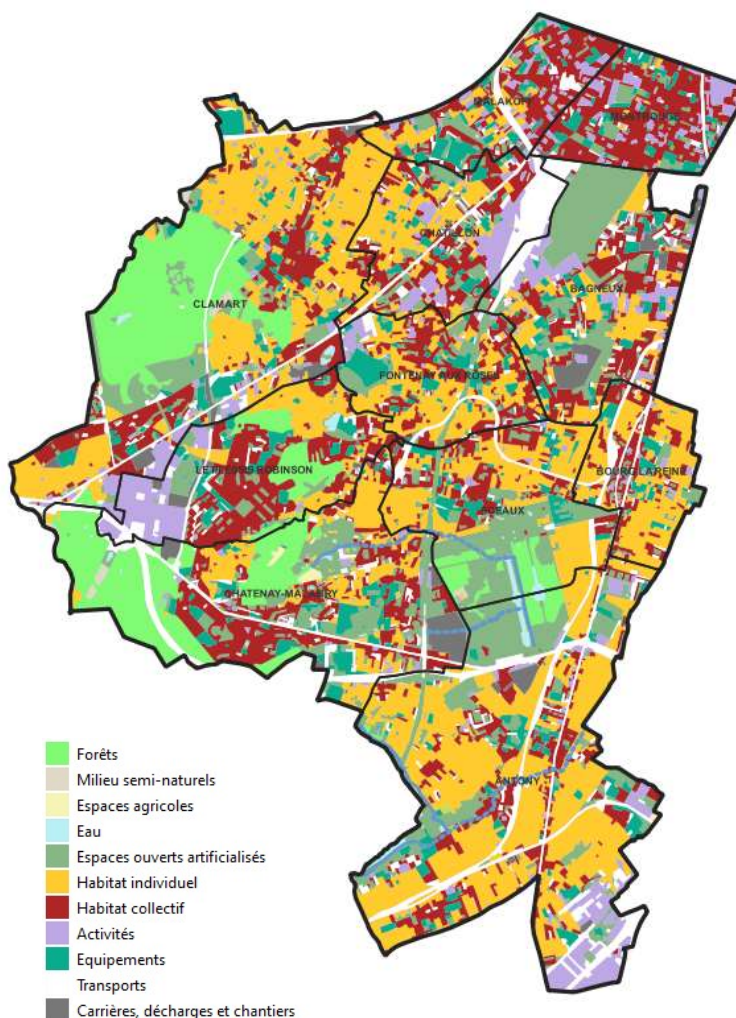 MALAKOFF
MONTROUGE
CHATILLON
BAGNEUX
CLAMART
FONTENAY AUX ROSES
LE PLESSIS ROBINSON
BOURG LA REINE
SCEAUX
CHATENAY-MALABRY
ANTONY
Forêts
Milieu semi-naturels
Espaces agricoles
Eau
Espaces ouverts artificialisés
Habitat individuel
Habitat collectif
Activités
Equipements
Transports
Carrières, décharges et chantiers